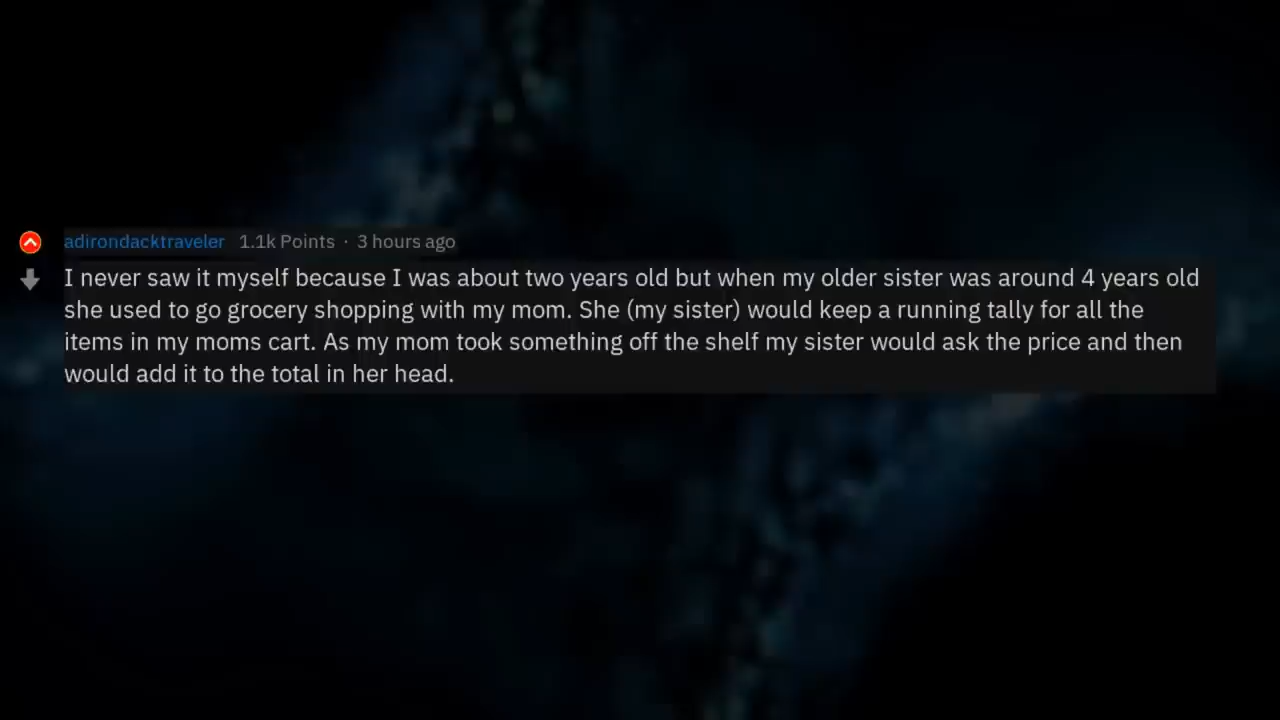 adirondacktraveler 1.1k Points · 3 hours ago
I never saw it myself because I was about two years old but when my older sister was around 4 years old
she used to go grocery shopping with my mom. She (my sister) would keep a running tally for all the
items in my moms cart. As my mom took something off the shelf my sister would ask the price and then
would add it to the total in her head.